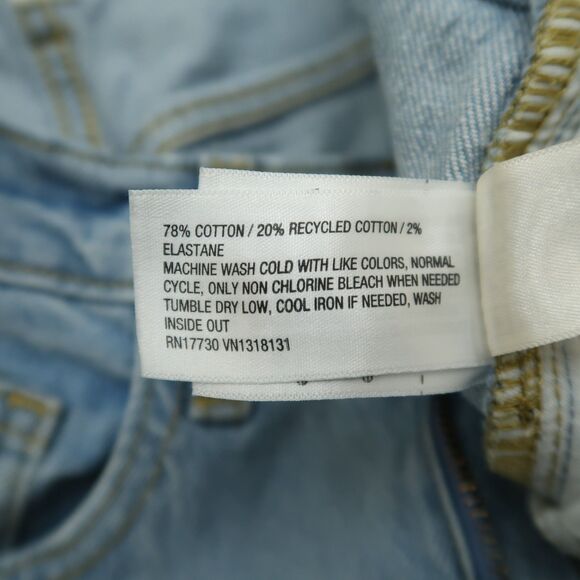 78% COTTON / 20% RECYCLED COTTON / 2%
ELASTANE
MACHINE WASH COLD WITH LIKE COLORS, NORMAL
CYCLE, ONLY NON CHLORINE BLEACH WHEN NEEDED
TUMBLE DRY LOW, COOL IRON IF NEEDED, WASH
INSIDE OUT
RN17730 VN1318131